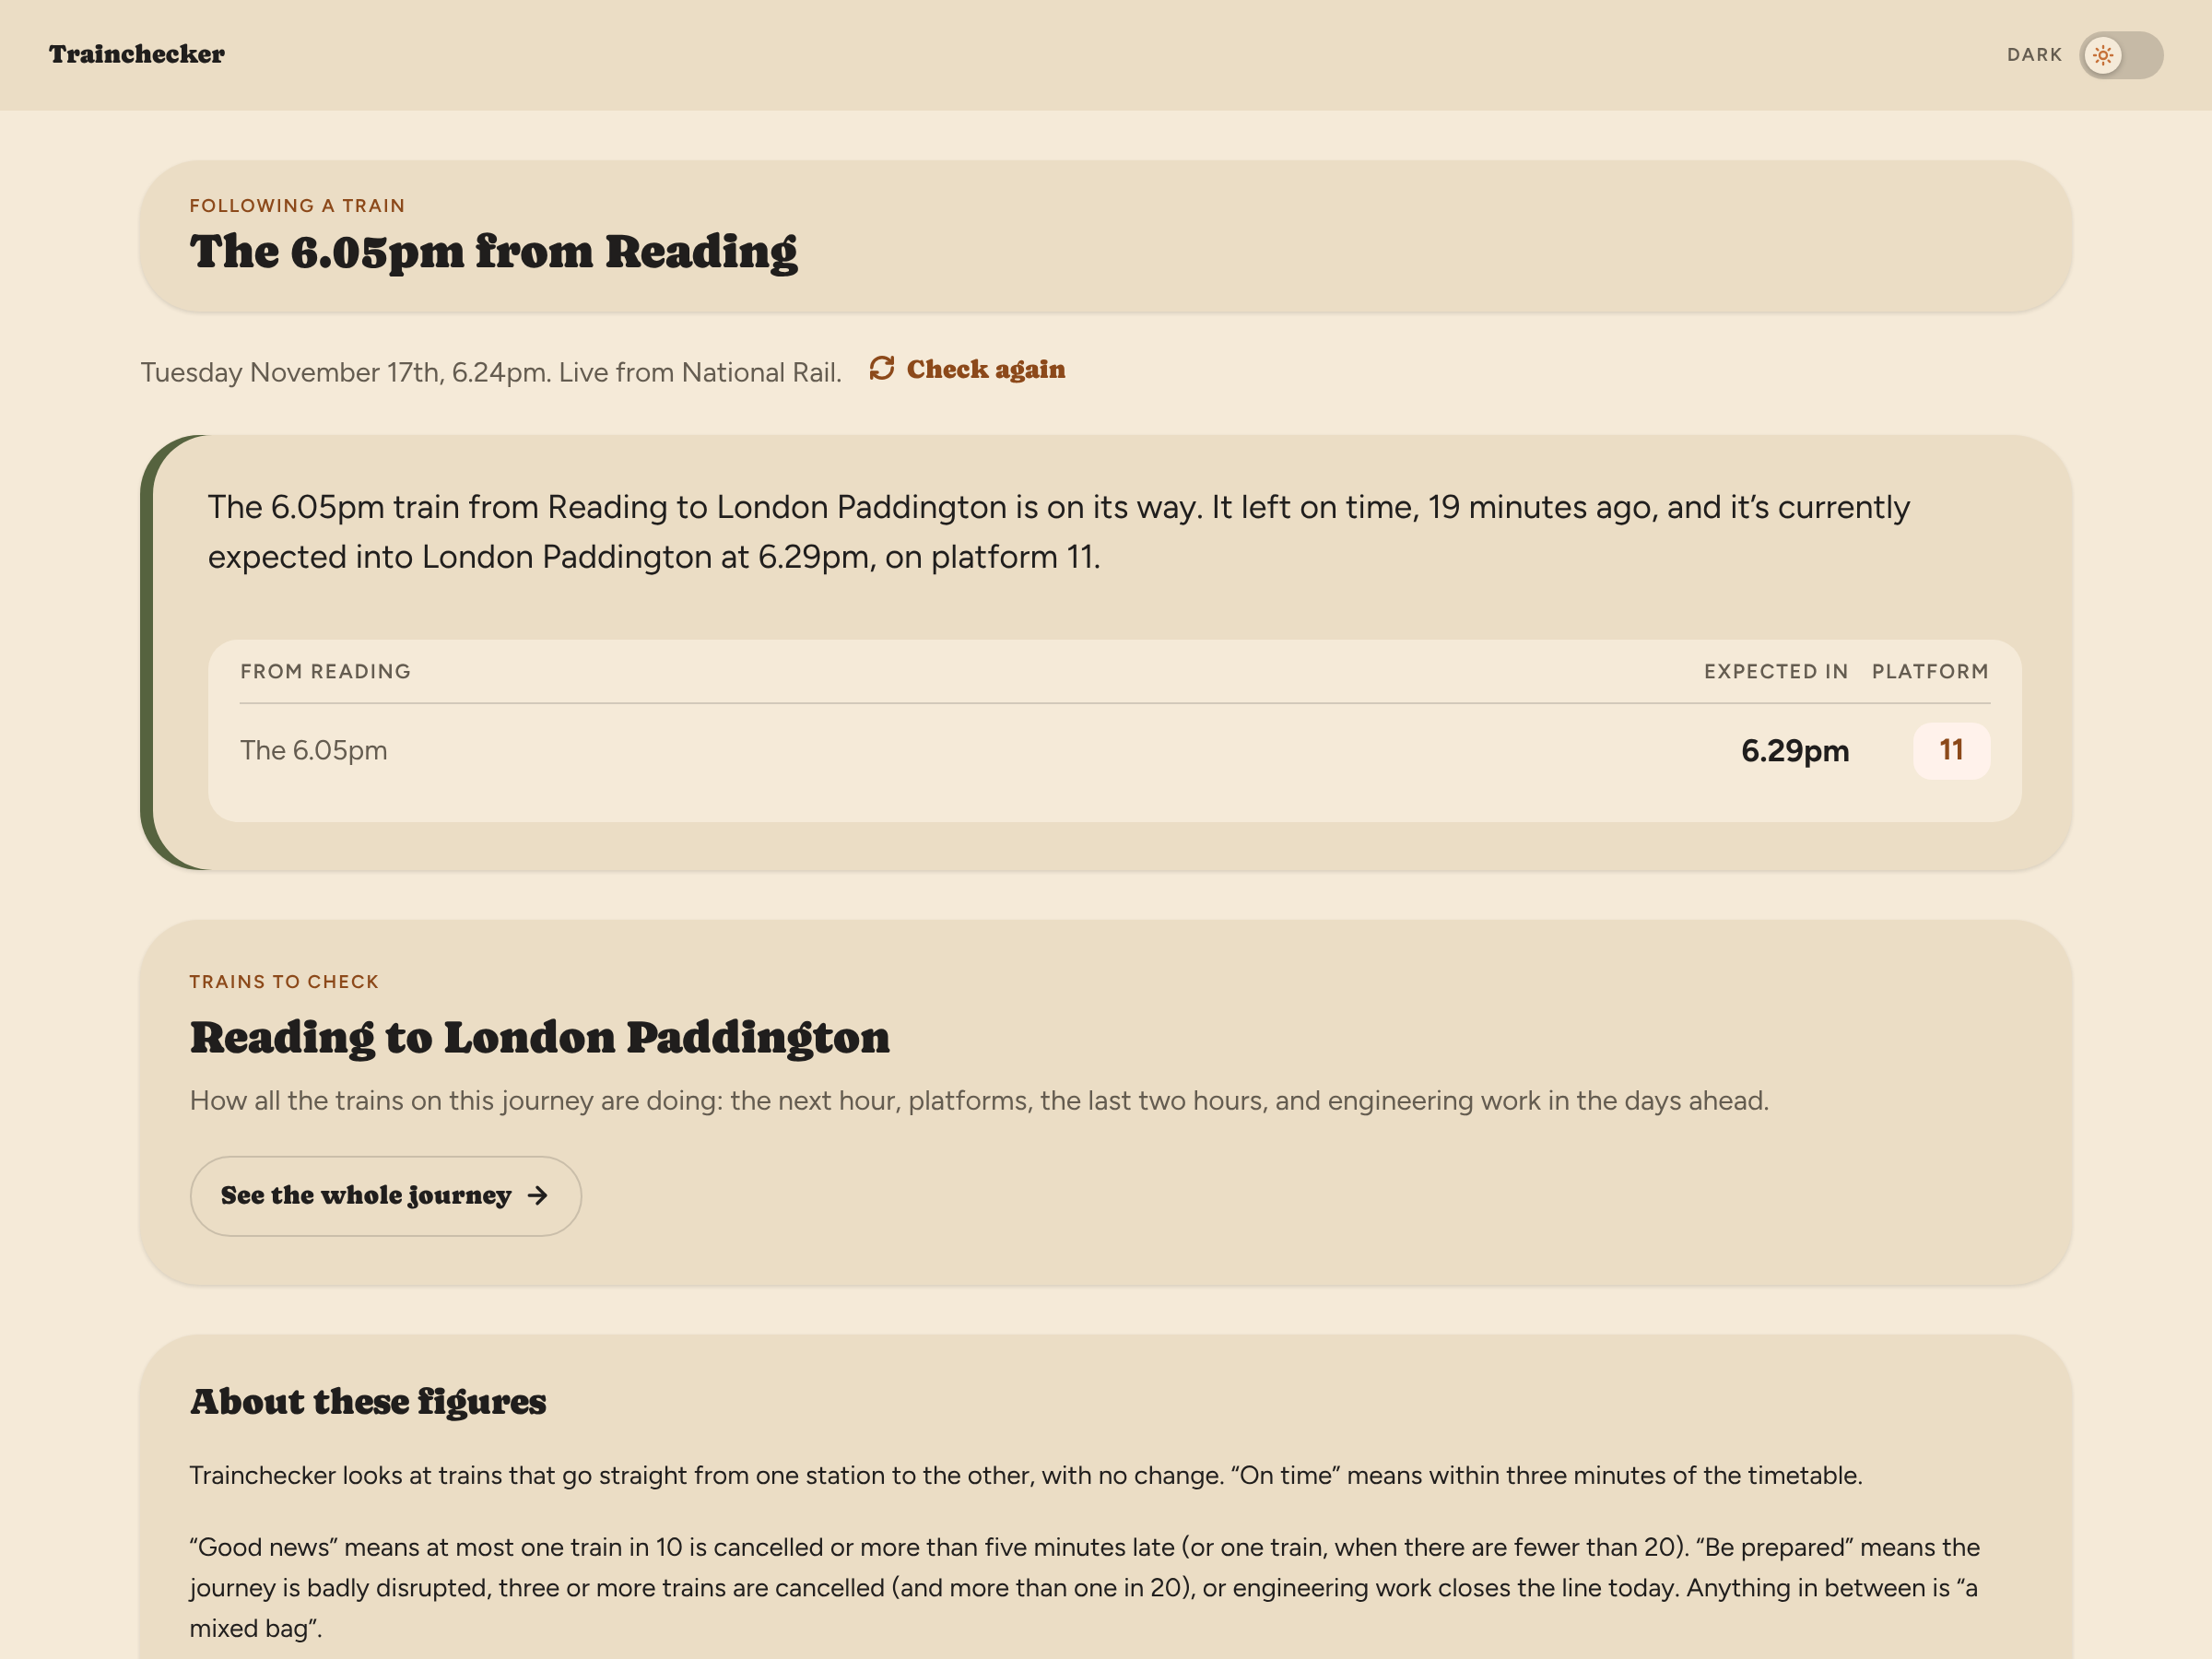 Trainchecker
DARK
FOLLOWING A TRAIN
The 6.05pm from Reading
Tuesday November 17th, 6.24pm. Live from National Rail.
Check again
The 6.05pm train from Reading to London Paddington is on its way. It left on time, 19 minutes ago, and it’s currently
expected into London Paddington at 6.29pm, on platform 11.
FROM READING EXPECTED IN PLATFORM
The 6.05pm 6.29pm 11
TRAINS TO CHECK
Reading to London Paddington
How all the trains on this journey are doing: the next hour, platforms, the last two hours, and engineering work in the days ahead.
See the whole journey →
About these figures
Trainchecker looks at trains that go straight from one station to the other, with no change. “On time” means within three minutes of the timetable.
“Good news” means at most one train in 10 is cancelled or more than five minutes late (or one train, when there are fewer than 20). “Be prepared” means the
journey is badly disrupted, three or more trains are cancelled (and more than one in 20), or engineering work closes the line today. Anything in between is “a
mixed bag”.